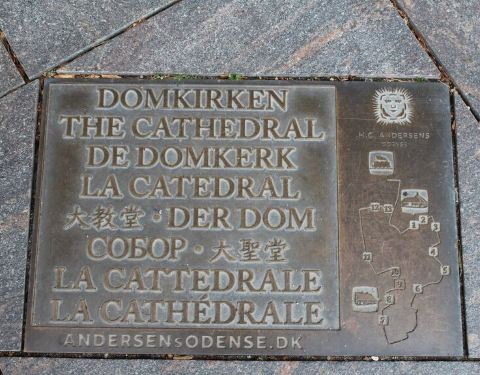 DOMKIRKEN
THE CATHEDRAL
DE DOMKERK
LA CATEDRAL
大教堂 · DER DOM
СОБОР · 大聖堂
LA CATTEDRALE
LA CATHÉDRALE
ANDERSENsODENSE.DK
H.C. ANDERSENS
ODENSE